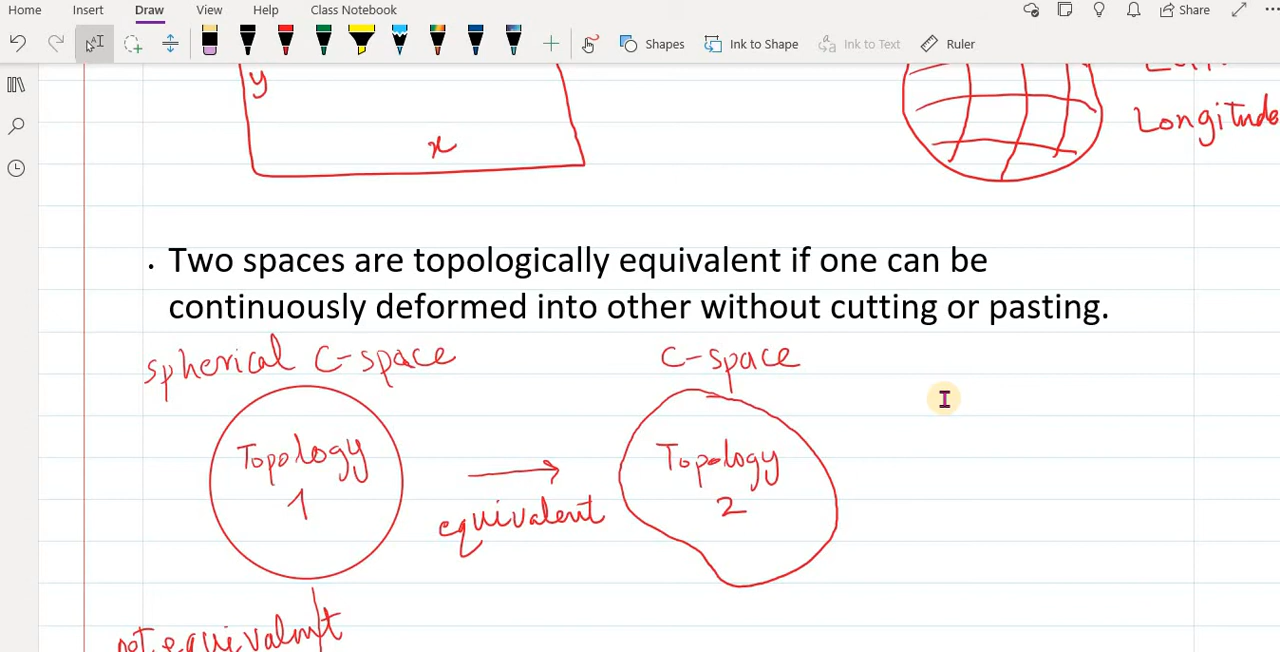 Home Insert Draw View Help Class Notebook Share
Shapes Ink to Shape Ink to Text Ruler
y
x
Longitude
. Two spaces are topologically equivalent if one can be
continuously deformed into other without cutting or pasting.
spherical C-space
C-space
Topology
1
equivalent
Topology
2
not equivalent